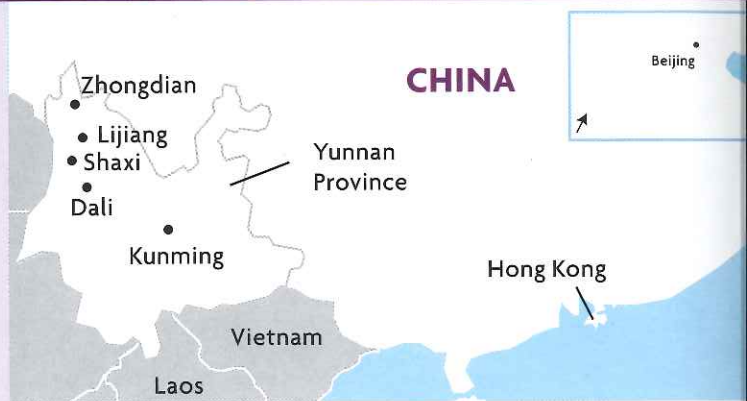 Beijing
CHINA
Zhongdian
Lijiang
Shaxi
Dali
Kunming
Yunnan
Province
Hong Kong
Vietnam
Laos